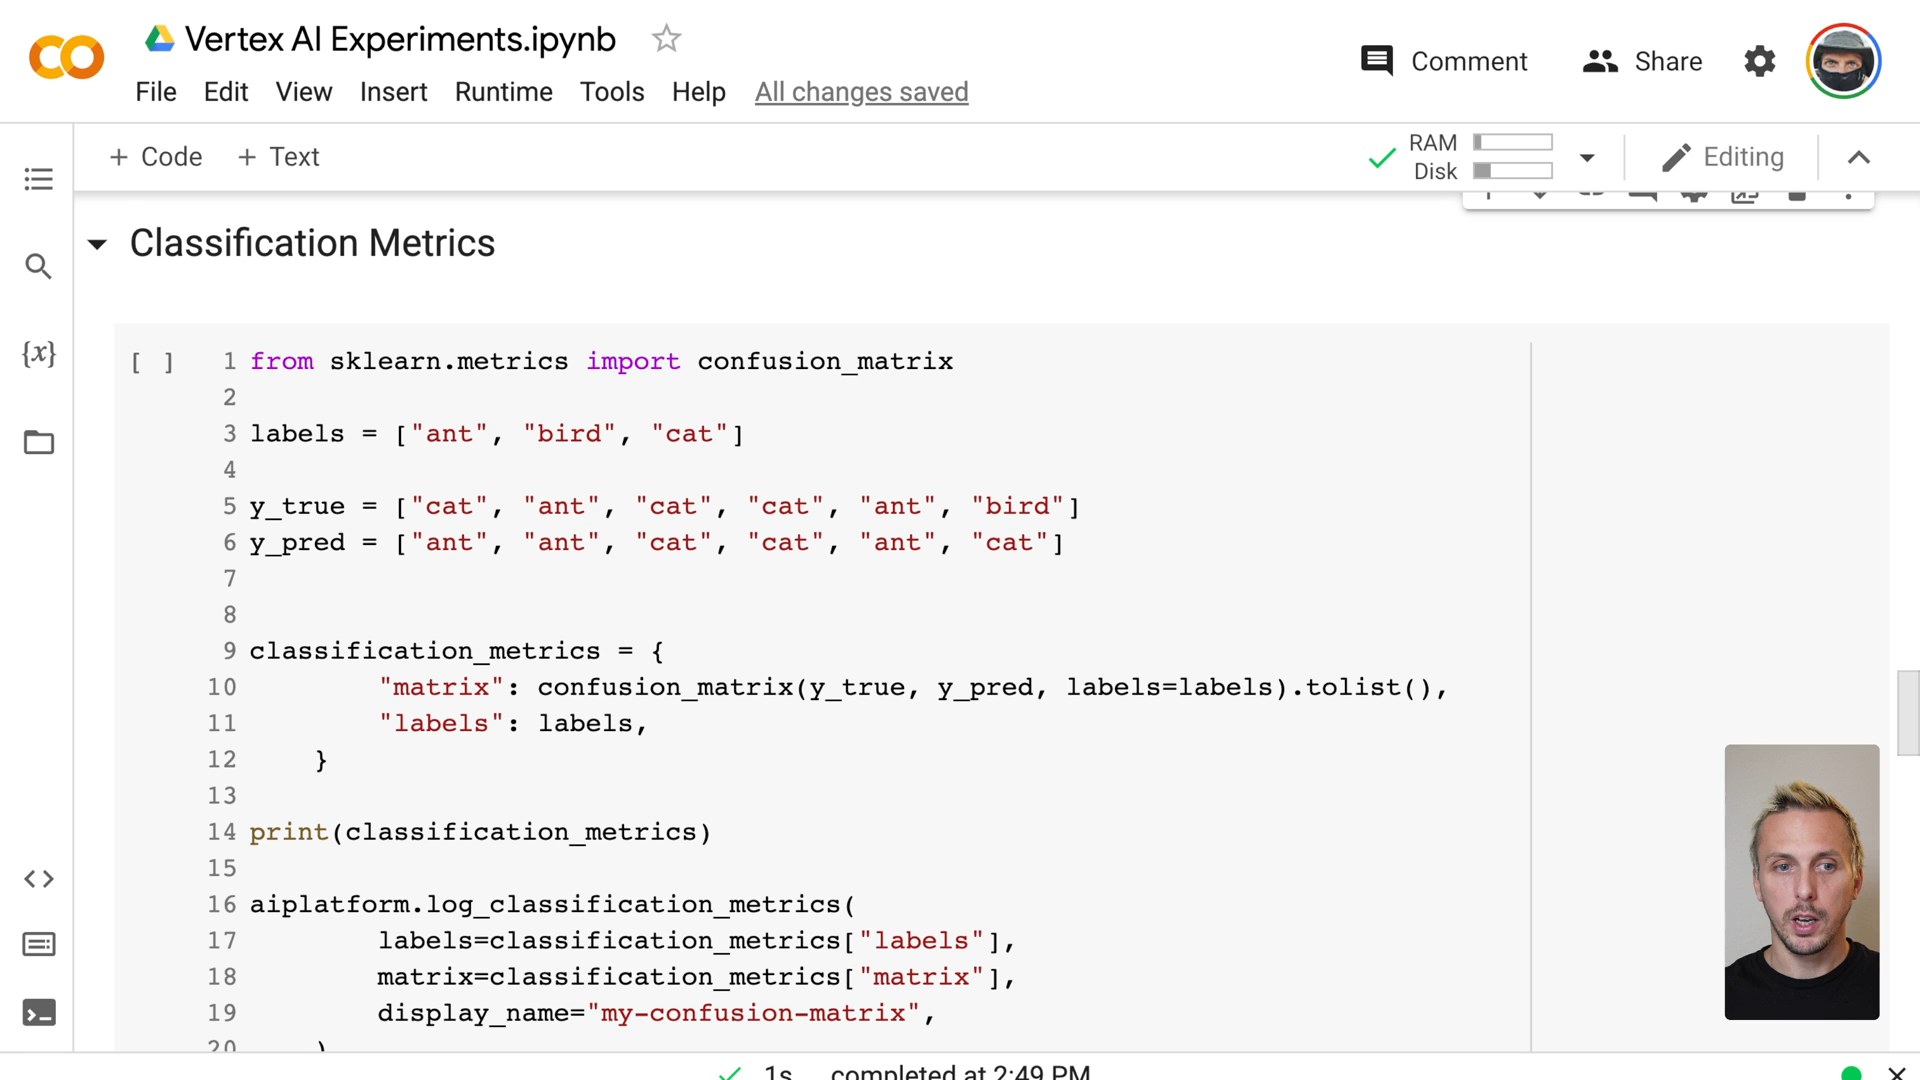 Vertex AI Experiments.ipynb
Comment
Share
File Edit View Insert Runtime Tools Help All changes saved
+ Code + Text
RAM
Disk
Editing
Classification Metrics
[ ]
1 from sklearn.metrics import confusion_matrix
2
3 labels = ["ant", "bird", "cat"]
4
5 y_true = ["cat", "ant", "cat", "cat", "ant", "bird"]
6 y_pred = ["ant", "ant", "cat", "cat", "ant", "cat"]
7
8
9 classification_metrics = {
10 "matrix": confusion_matrix(y_true, y_pred, labels=labels).tolist(),
11 "labels": labels,
12 }
13
14 print(classification_metrics)
15
16 aiplatform.log_classification_metrics(
17 labels=classification_metrics["labels"],
18 matrix=classification_metrics["matrix"],
19 display_name="my-confusion-matrix",
20 )
1s completed at 2:49 PM